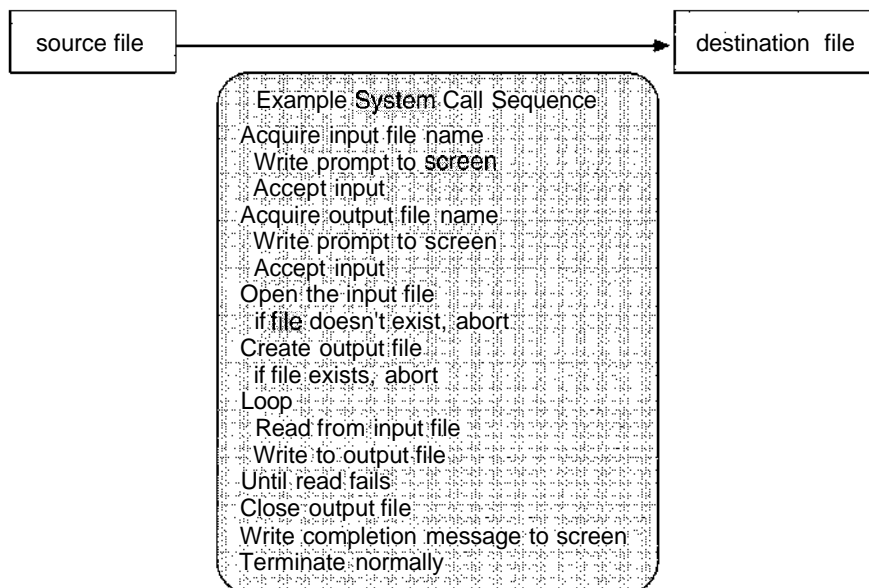 source file
destination file
Example System Call Sequence
Acquire input file name
Write prompt to screen
Accept input
Acquire output file name
Write prompt to screen
Accept input
Open the input file
if file doesn't exist, abort
Create output file
if file exists, abort
Loop
Read from input file
Write to output file
Until read fails
Close output file
Write completion message to screen
Terminate normally